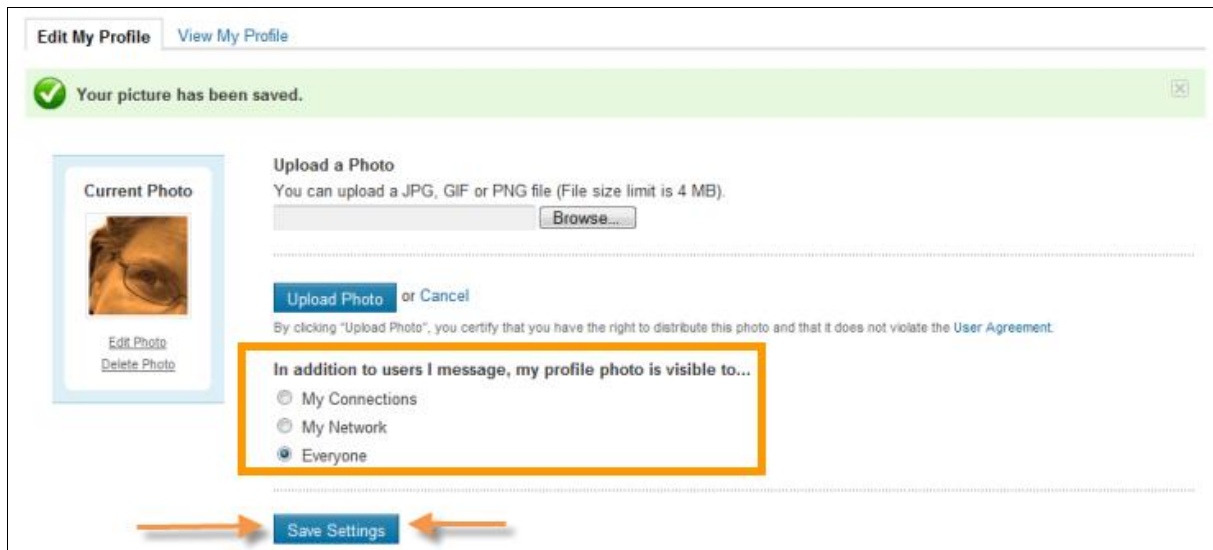 Edit My Profile View My Profile
Your picture has been saved.
Current Photo
Edit Photo
Delete Photo
Upload a Photo
You can upload a JPG, GIF or PNG file (File size limit is 4 MB).
Browse...
Upload Photo or Cancel
By clicking "Upload Photo", you certify that you have the right to distribute this photo and that it does not violate the User Agreement.
In addition to users I message, my profile photo is visible to...
My Connections
My Network
Everyone
Save Settings